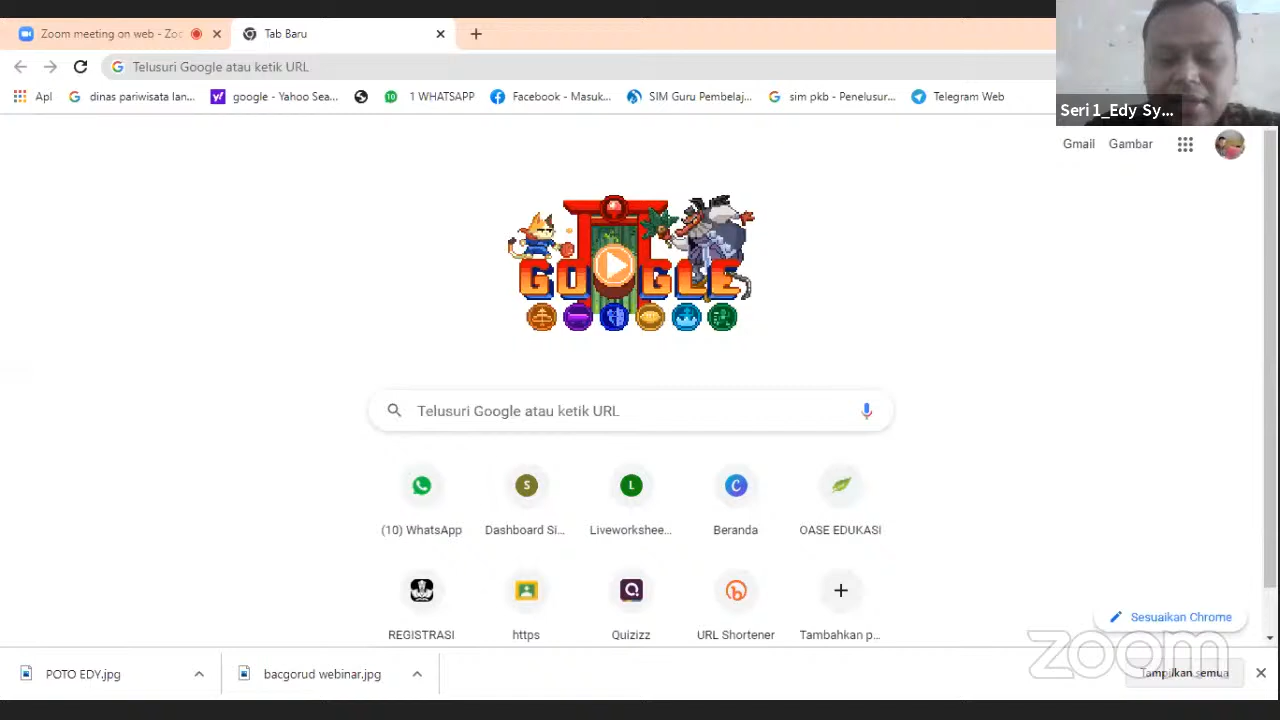 Zoom meeting on web - Zoo
Tab Baru
Telusuri Google atau ketik URL
Apl
dinas pariwisata lan...
google - Yahoo Sea...
10
1 WHATSAPP
Facebook - Masuk...
SIM Guru Pembelaj...
sim pkb - Penelusur...
Telegram Web
Seri 1_Edy Sy...
Gmail
Gambar
GOOGLE
Telusuri Google atau ketik URL
S
L
C
(10) WhatsApp
Dashboard Si...
Liveworkshee...
Beranda
OASE EDUKASI
REGISTRASI
https
Quizizz
URL Shortener
Tambahkan p...
Sesuaikan Chrome
POTO EDY.jpg
bacgorud webinar.jpg
Tampilkan semua
zoom